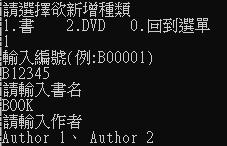 請選擇欲新增種類
1.書    2.DVD   0.回到選單
1
輸入編號(例:B00001)
B12345
請輸入書名
BOOK
請輸入作者
Author 1、 Author 2